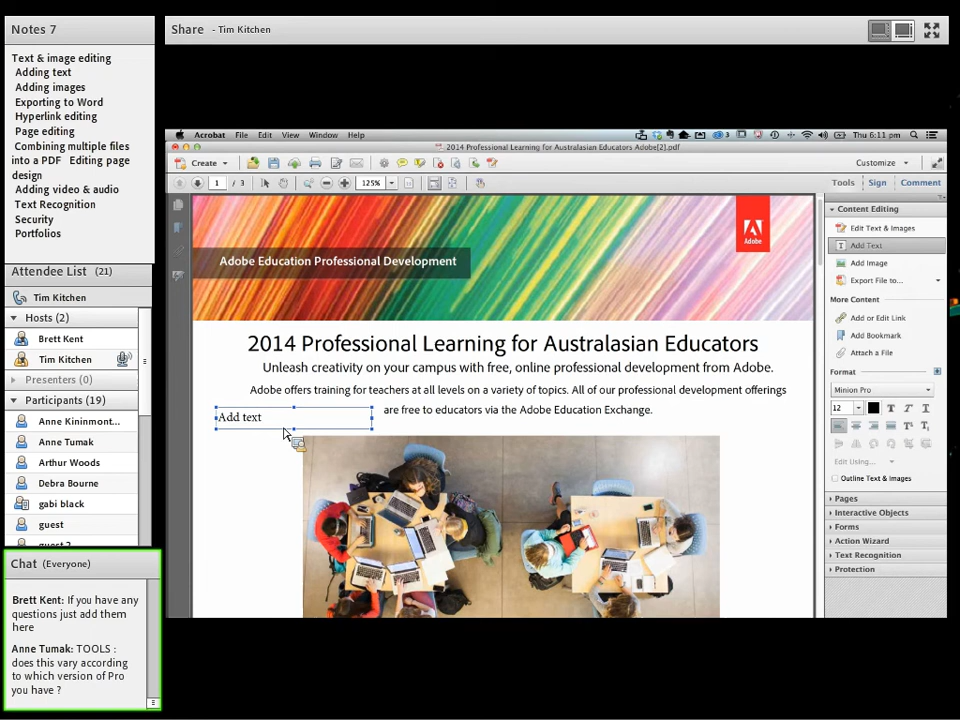 Notes 7
Text & image editing
Adding text
Adding images
Exporting to Word
Hyperlink editing
Page editing
Combining multiple files
into a PDF Editing page
design
Adding video & audio
Text Recognition
Security
Portfolios
Attendee List (21)
Tim Kitchen
Hosts (2)
Brett Kent
Tim Kitchen
Presenters (0)
Participants (19)
Anne Kininmont...
Anne Tumak
Arthur Woods
Debra Bourne
gabi black
guest
guest 2
Chat (Everyone)
Brett Kent: If you have any
questions just add them
here
Anne Tumak: TOOLS :
does this vary according
to which version of Pro
you have ?
Share - Tim Kitchen
Acrobat File Edit View Window Help
Thu 6:11 pm
2014 Professional Learning for Australasian Educators Adobe[2].pdf
Create
Customize
1 / 3
125%
Tools Sign Comment
Adobe Education Professional Development
Adobe
2014 Professional Learning for Australasian Educators
Unleash creativity on your campus with free, online professional development from Adobe.
Adobe offers training for teachers at all levels on a variety of topics. All of our professional development offerings
are free to educators via the Adobe Education Exchange.
Add text
Content Editing
Edit Text & Images
Add Text
Add Image
Export File to...
More Content
Add or Edit Link
Add Bookmark
Attach a File
Format
Minion Pro
12
T T T
T T
Edit Using...
Outline Text & Images
Pages
Interactive Objects
Forms
Action Wizard
Text Recognition
Protection